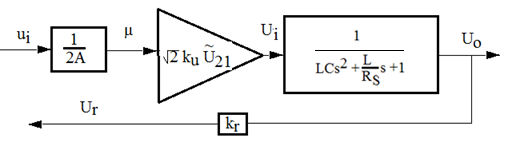 u_i
1/2A
μ
√2 k_u Ũ_21
U_i
1
LCs² + L/R_S s + 1
U_o
U_r
k_r